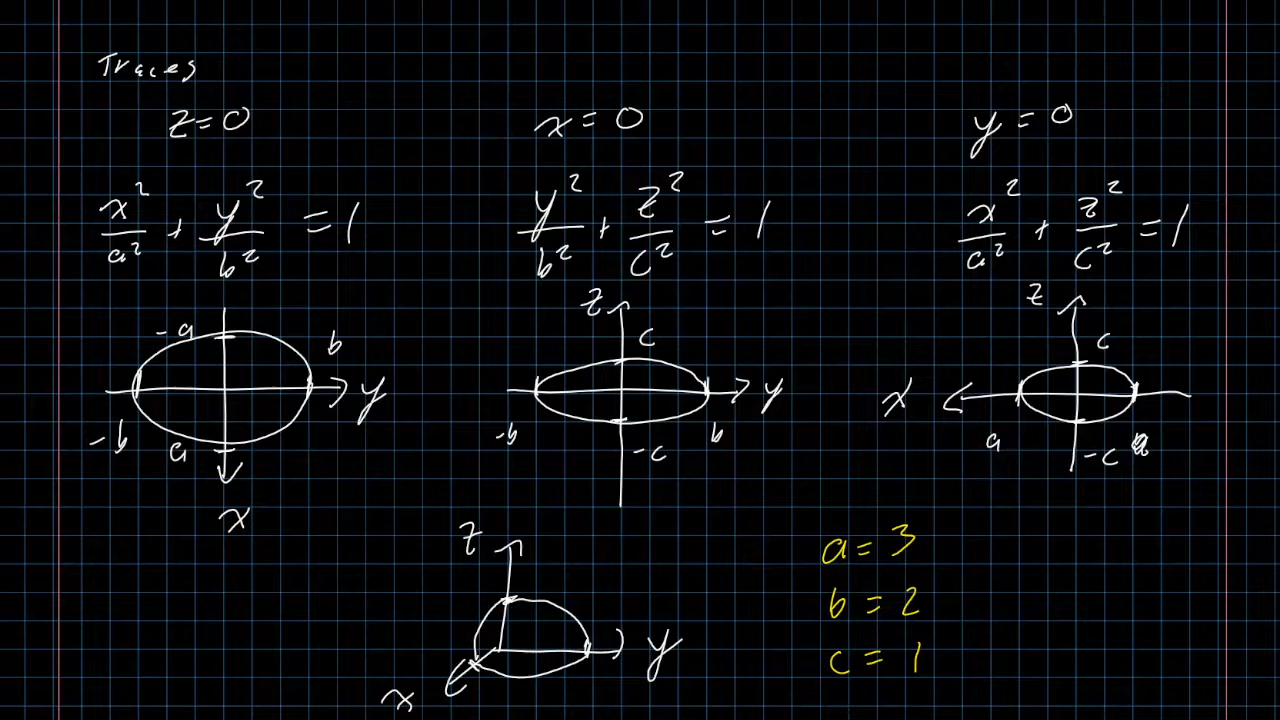 Traces
z=0
x²/a² + y²/b² = 1
-a
b
y
-b
a
x
x=0
y²/b² + z²/c² = 1
z
c
y
-b
b
-c
y=0
x²/a² + z²/c² = 1
z
c
x
a
-c
z
y
x
a=3
b=2
c=1